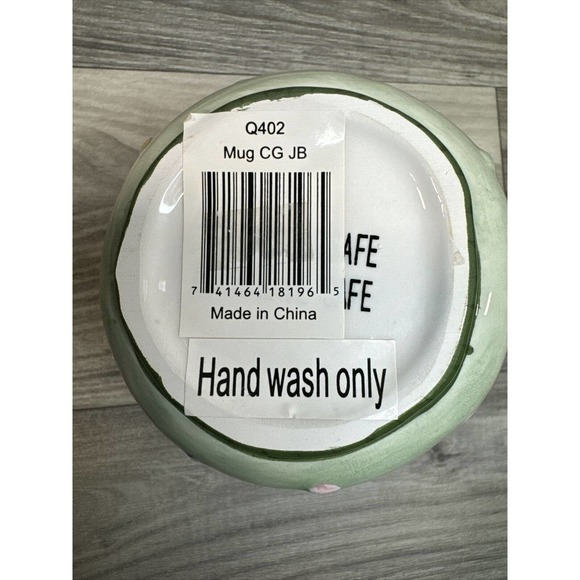 Q402
Mug CG JB
7 41464 18196 5
Made in China
AFE
AFE
Hand wash only